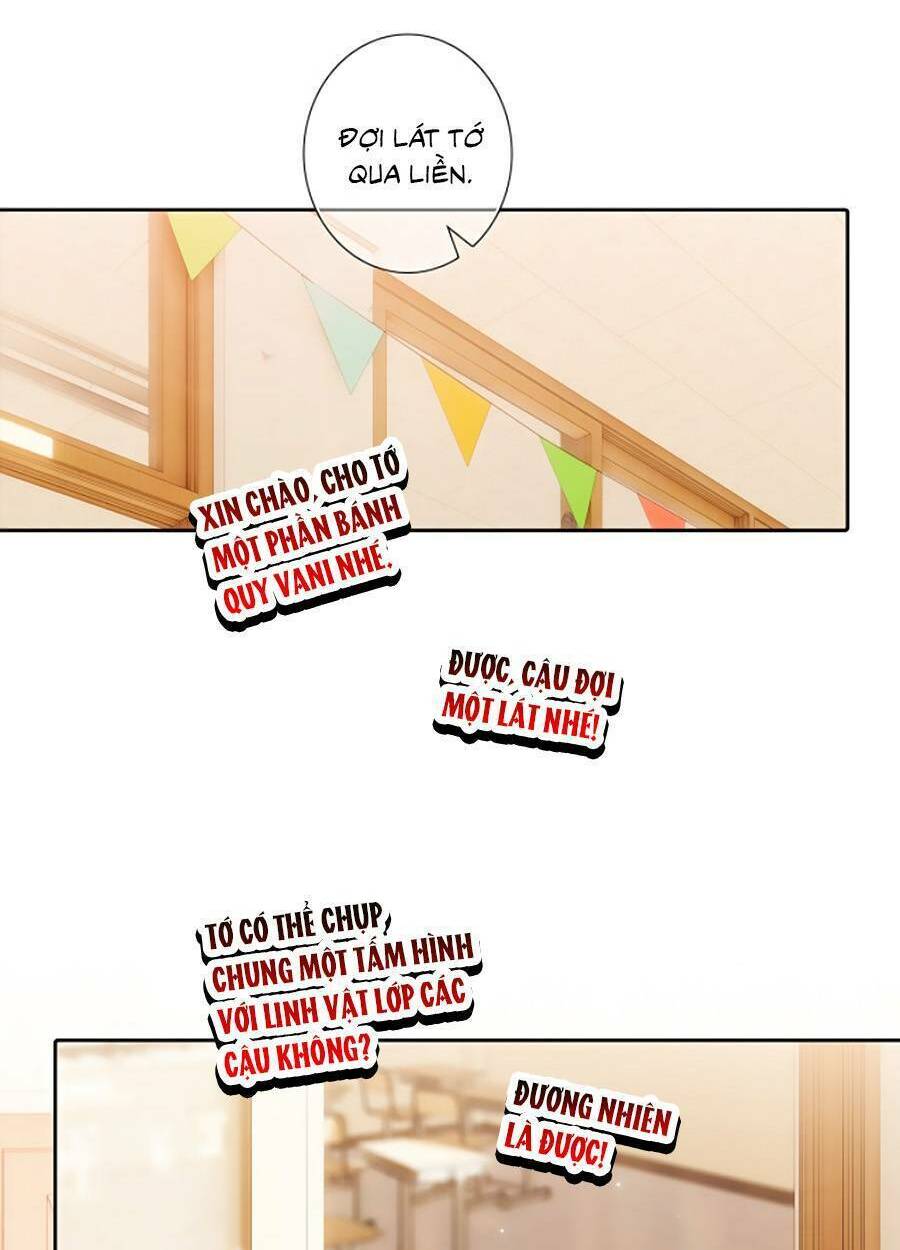 ĐỢI LÁT TỚ
QUA LIỀN.
XIN CHÀO, CHO TỚ
MỘT PHẦN BÁNH
QUY VANI NHÉ.
ĐƯỢC, CẬU ĐỢI
MỘT LÁT NHÉ!
TỚ CÓ THỂ CHỤP
CHUNG MỘT TẤM HÌNH
VỚI LINH VẬT LỚP CÁC
CẬU KHÔNG?
ĐƯƠNG NHIÊN
LÀ ĐƯỢC!